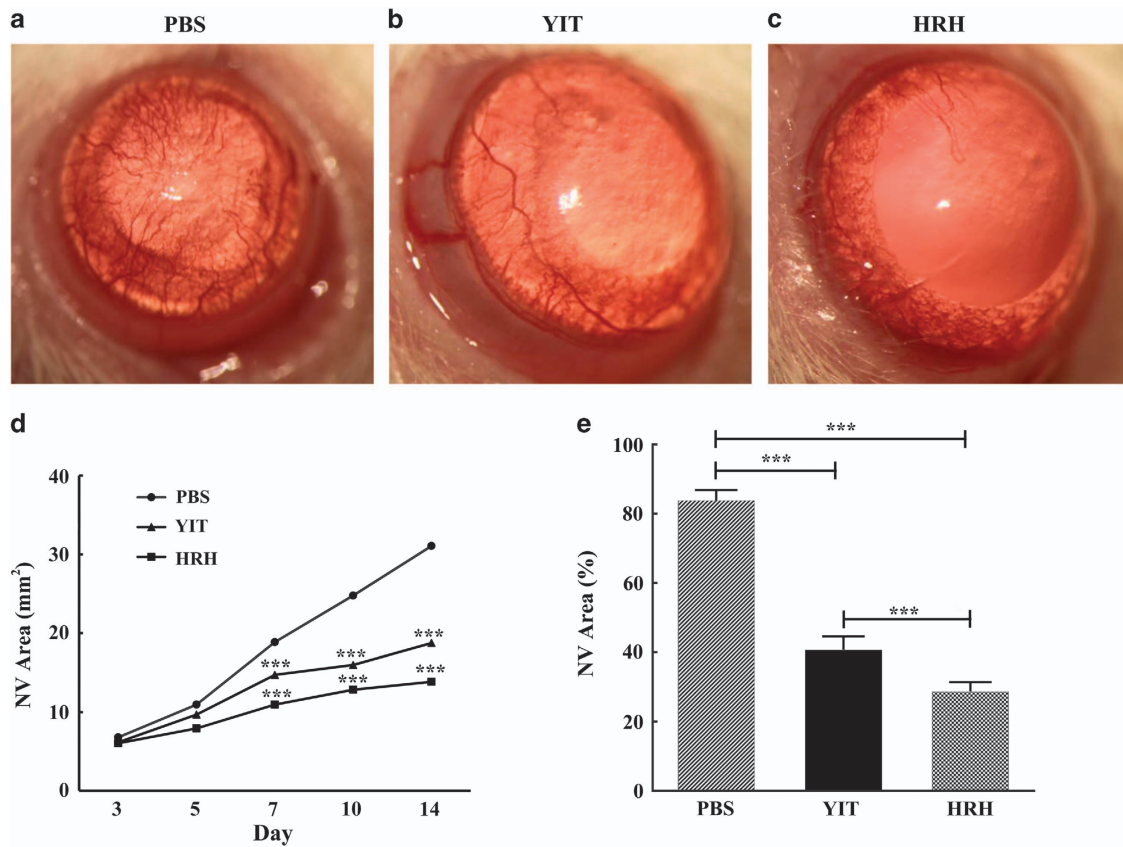 a PBS
b YIT
c HRH
d
NV Area (mm²)
40
30
20
10
0
PBS
YIT
HRH
***
***
***
***
***
***
3 5 7 10 14
Day
e
NV Area (%)
100
80
60
40
20
0
***
***
***
PBS YIT HRH